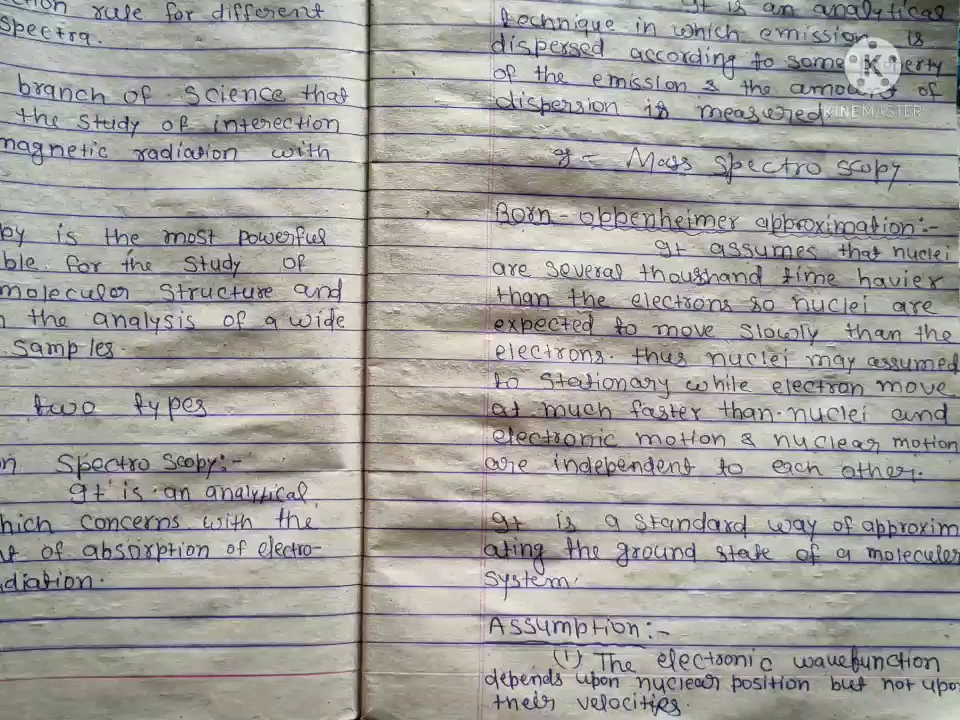 rule for different
spectra.
branch of science that
the study of interection
magnetic radiation with
by is the most powerful
ble for the study of
molecular structure and
the analysis of a wide
samples.
two types
Spectro scopy:-
It is an analytical
hich concerns with the
of absorption of electro-
diation.
It is an analytical
technique in which emission is
dispersed according to some
of the emission & the amou of
dispersion is measured
KINEMASTER
eg - Mass spectro scopy
Born-oppenheimer approximation:-
It assumes that nuclei
are several thoushand time havier
than the electrons so nuclei are
expected to move slowly than the
electrons. thus nuclei may assumed
to stationary while electron move
at much faster than nuclei and
electronic motion & nuclear motion
are independent to each other.
It is a standard way of approxim
ating the ground state of a moleculer
system.
Assumption:-
(1) The electronic wavefunction
depends upon nuclear position but not upo
their velocities.